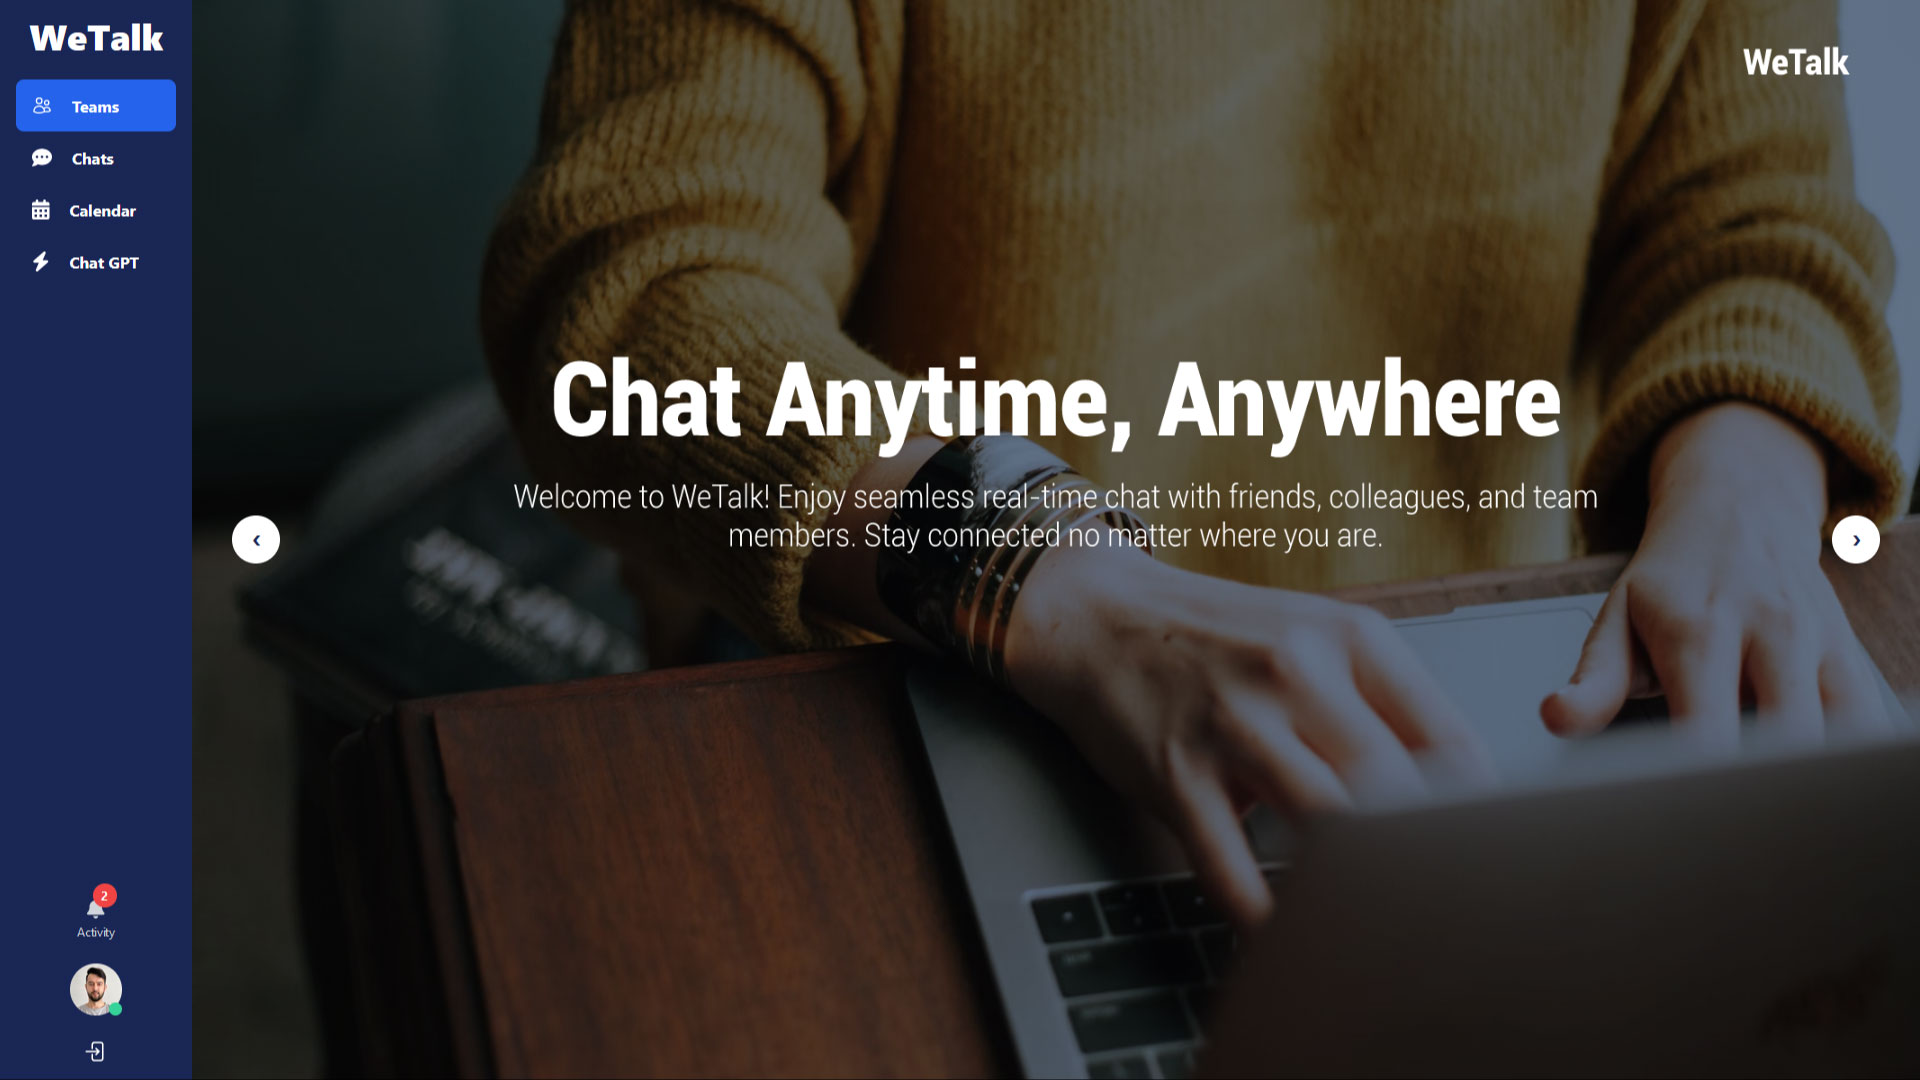 WeTalk
Teams
Chats
Calendar
Chat GPT
2
Activity
WeTalk
Chat Anytime, Anywhere
Welcome to WeTalk! Enjoy seamless real-time chat with friends, colleagues, and team
members. Stay connected no matter where you are.
‹
›